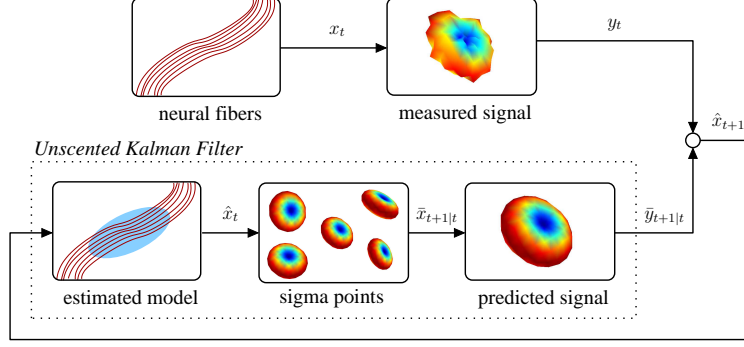 x_t
y_t
neural fibers
measured signal
x̂_{t+1}
Unscented Kalman Filter
x̂_t
x̄_{t+1|t}
ȳ_{t+1|t}
estimated model
sigma points
predicted signal